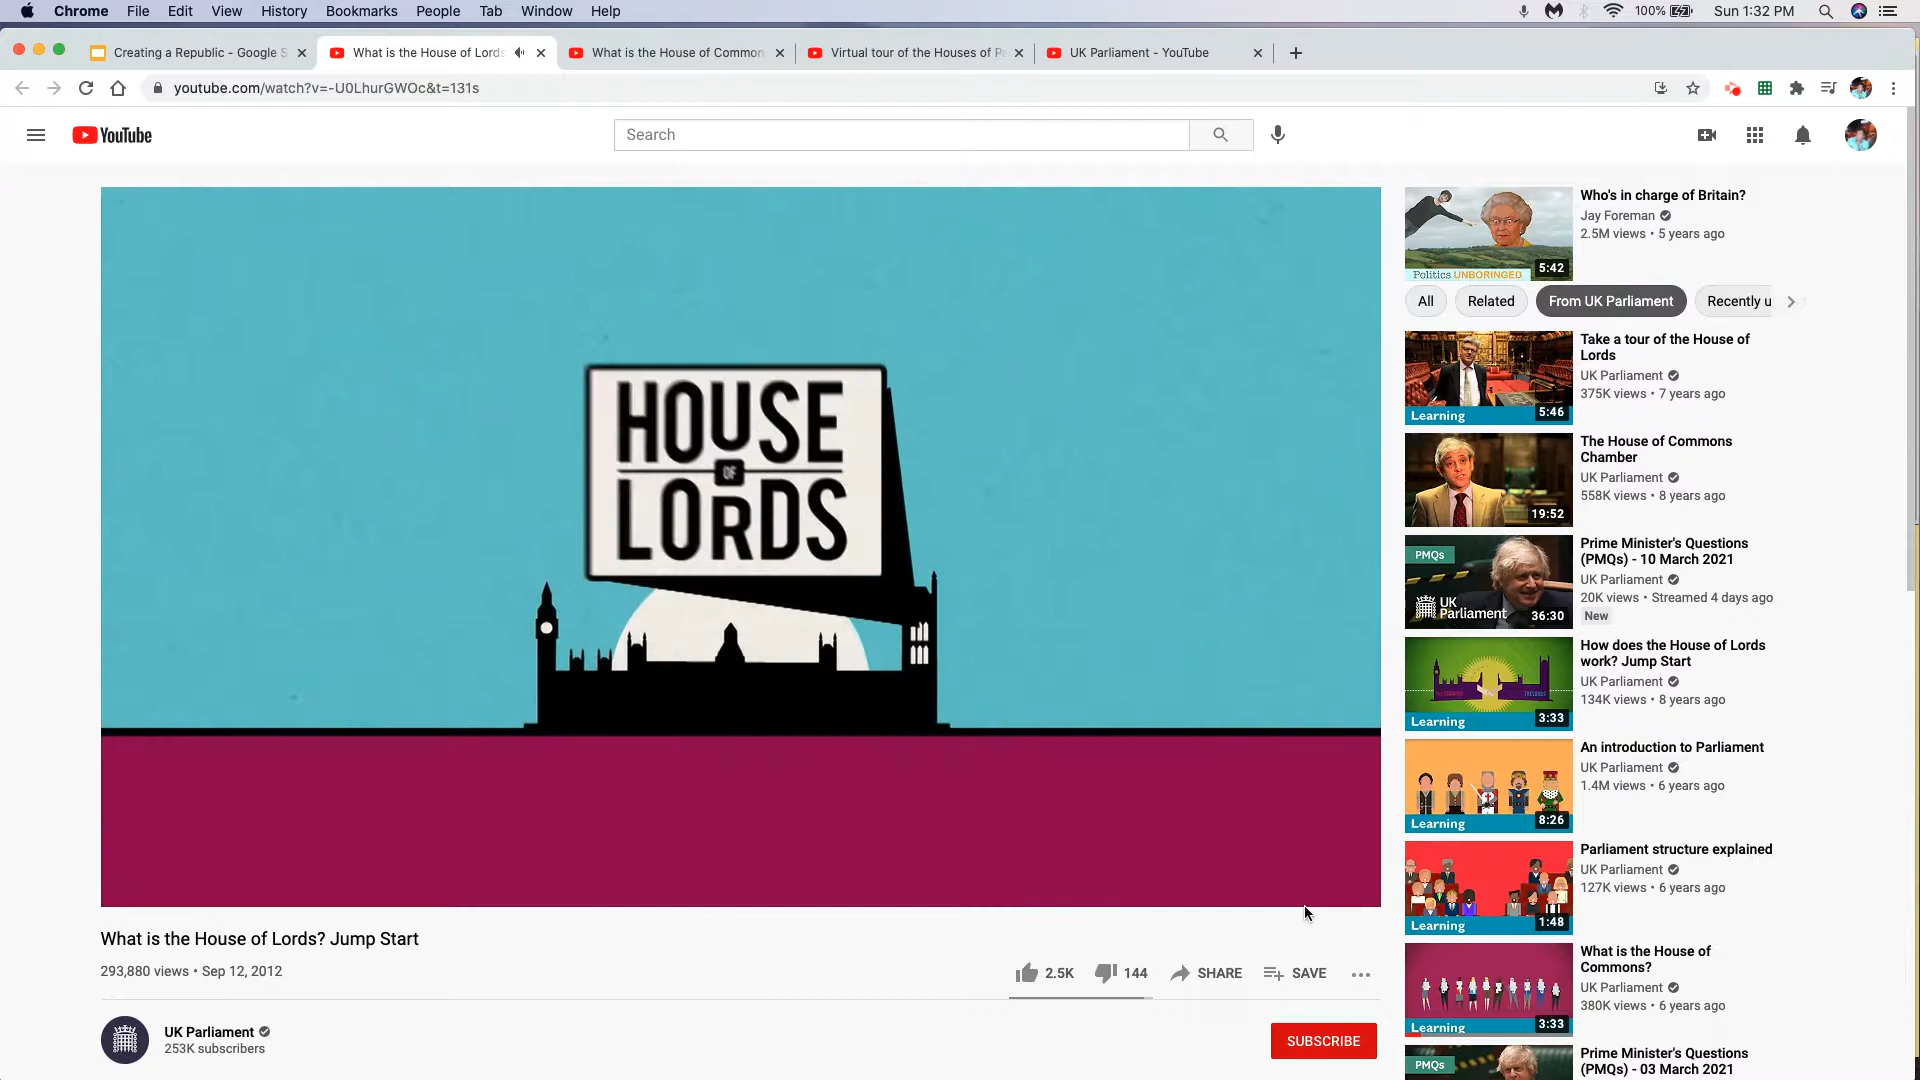 Chrome File Edit View History Bookmarks People Tab Window Help
100% Sun 1:32 PM
Creating a Republic - Google S
What is the House of Lords
What is the House of Common
Virtual tour of the Houses of Pa
UK Parliament - YouTube
youtube.com/watch?v=-U0LhurGWOc&t=131s
YouTube
Search
HOUSE
OF
LORDS
What is the House of Lords? Jump Start
293,880 views • Sep 12, 2012
2.5K 144 SHARE SAVE
UK Parliament
253K subscribers
SUBSCRIBE
Politics UNBORINGED
5:42
Who's in charge of Britain?
Jay Foreman
2.5M views • 5 years ago
All Related From UK Parliament Recently u
Learning
5:46
Take a tour of the House of
Lords
UK Parliament
375K views • 7 years ago
19:52
The House of Commons
Chamber
UK Parliament
558K views • 8 years ago
PMQs
UK
Parliament
36:30
Prime Minister's Questions
(PMQs) - 10 March 2021
UK Parliament
20K views • Streamed 4 days ago
New
Learning
3:33
How does the House of Lords
work? Jump Start
UK Parliament
134K views • 8 years ago
Learning
8:26
An introduction to Parliament
UK Parliament
1.4M views • 6 years ago
Learning
1:48
Parliament structure explained
UK Parliament
127K views • 6 years ago
Learning
3:33
What is the House of
Commons?
UK Parliament
380K views • 6 years ago
PMQs
Prime Minister's Questions
(PMQs) - 03 March 2021